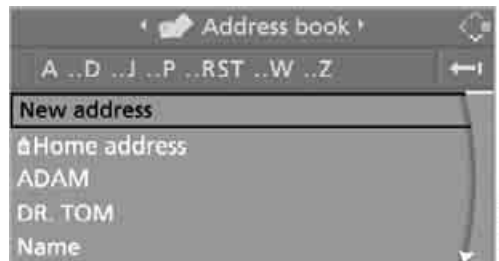 Address book
A ..D ..J ..P ..RST ..W ..Z
New address
Home address
ADAM
DR. TOM
Name